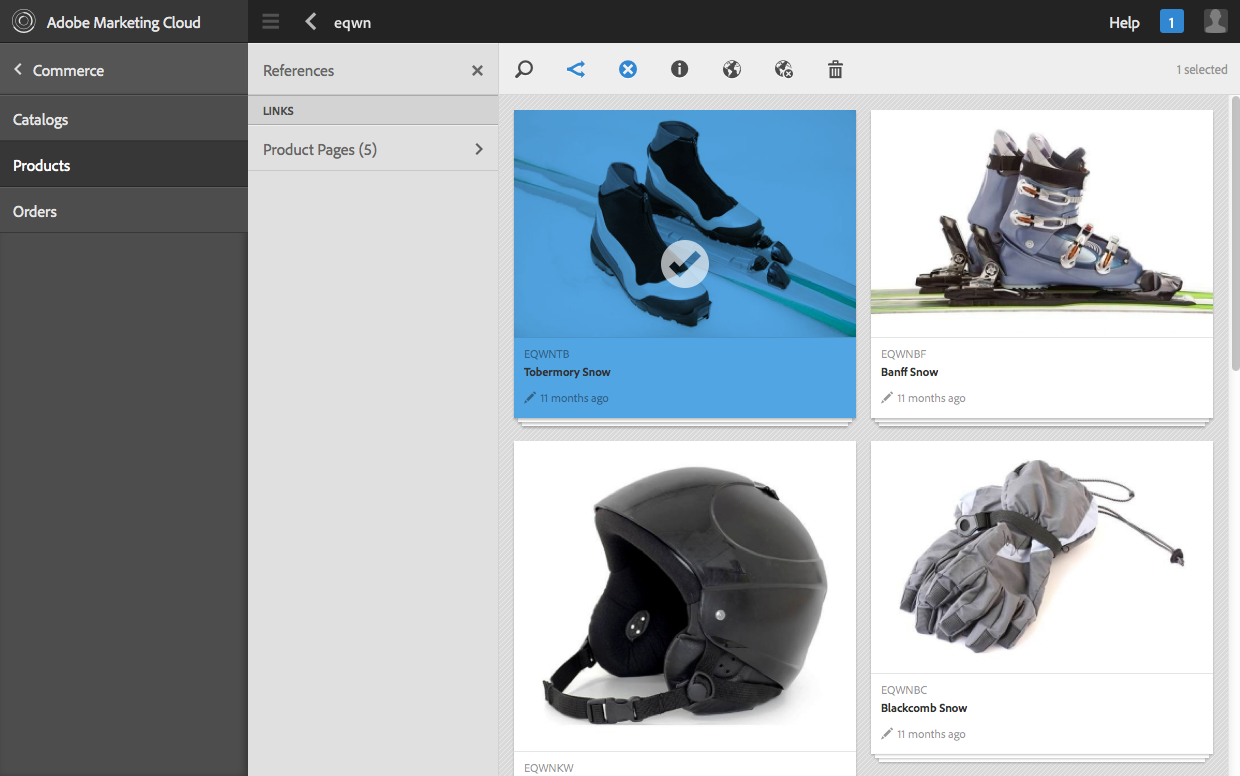 Adobe Marketing Cloud
eqwn
Help
1
Commerce
References
1 selected
Catalogs
Products
Orders
LINKS
Product Pages (5)
EQWNTB
Tobermory Snow
11 months ago
EQWNBF
Banff Snow
11 months ago
EQWNKW
EQWNBC
Blackcomb Snow
11 months ago